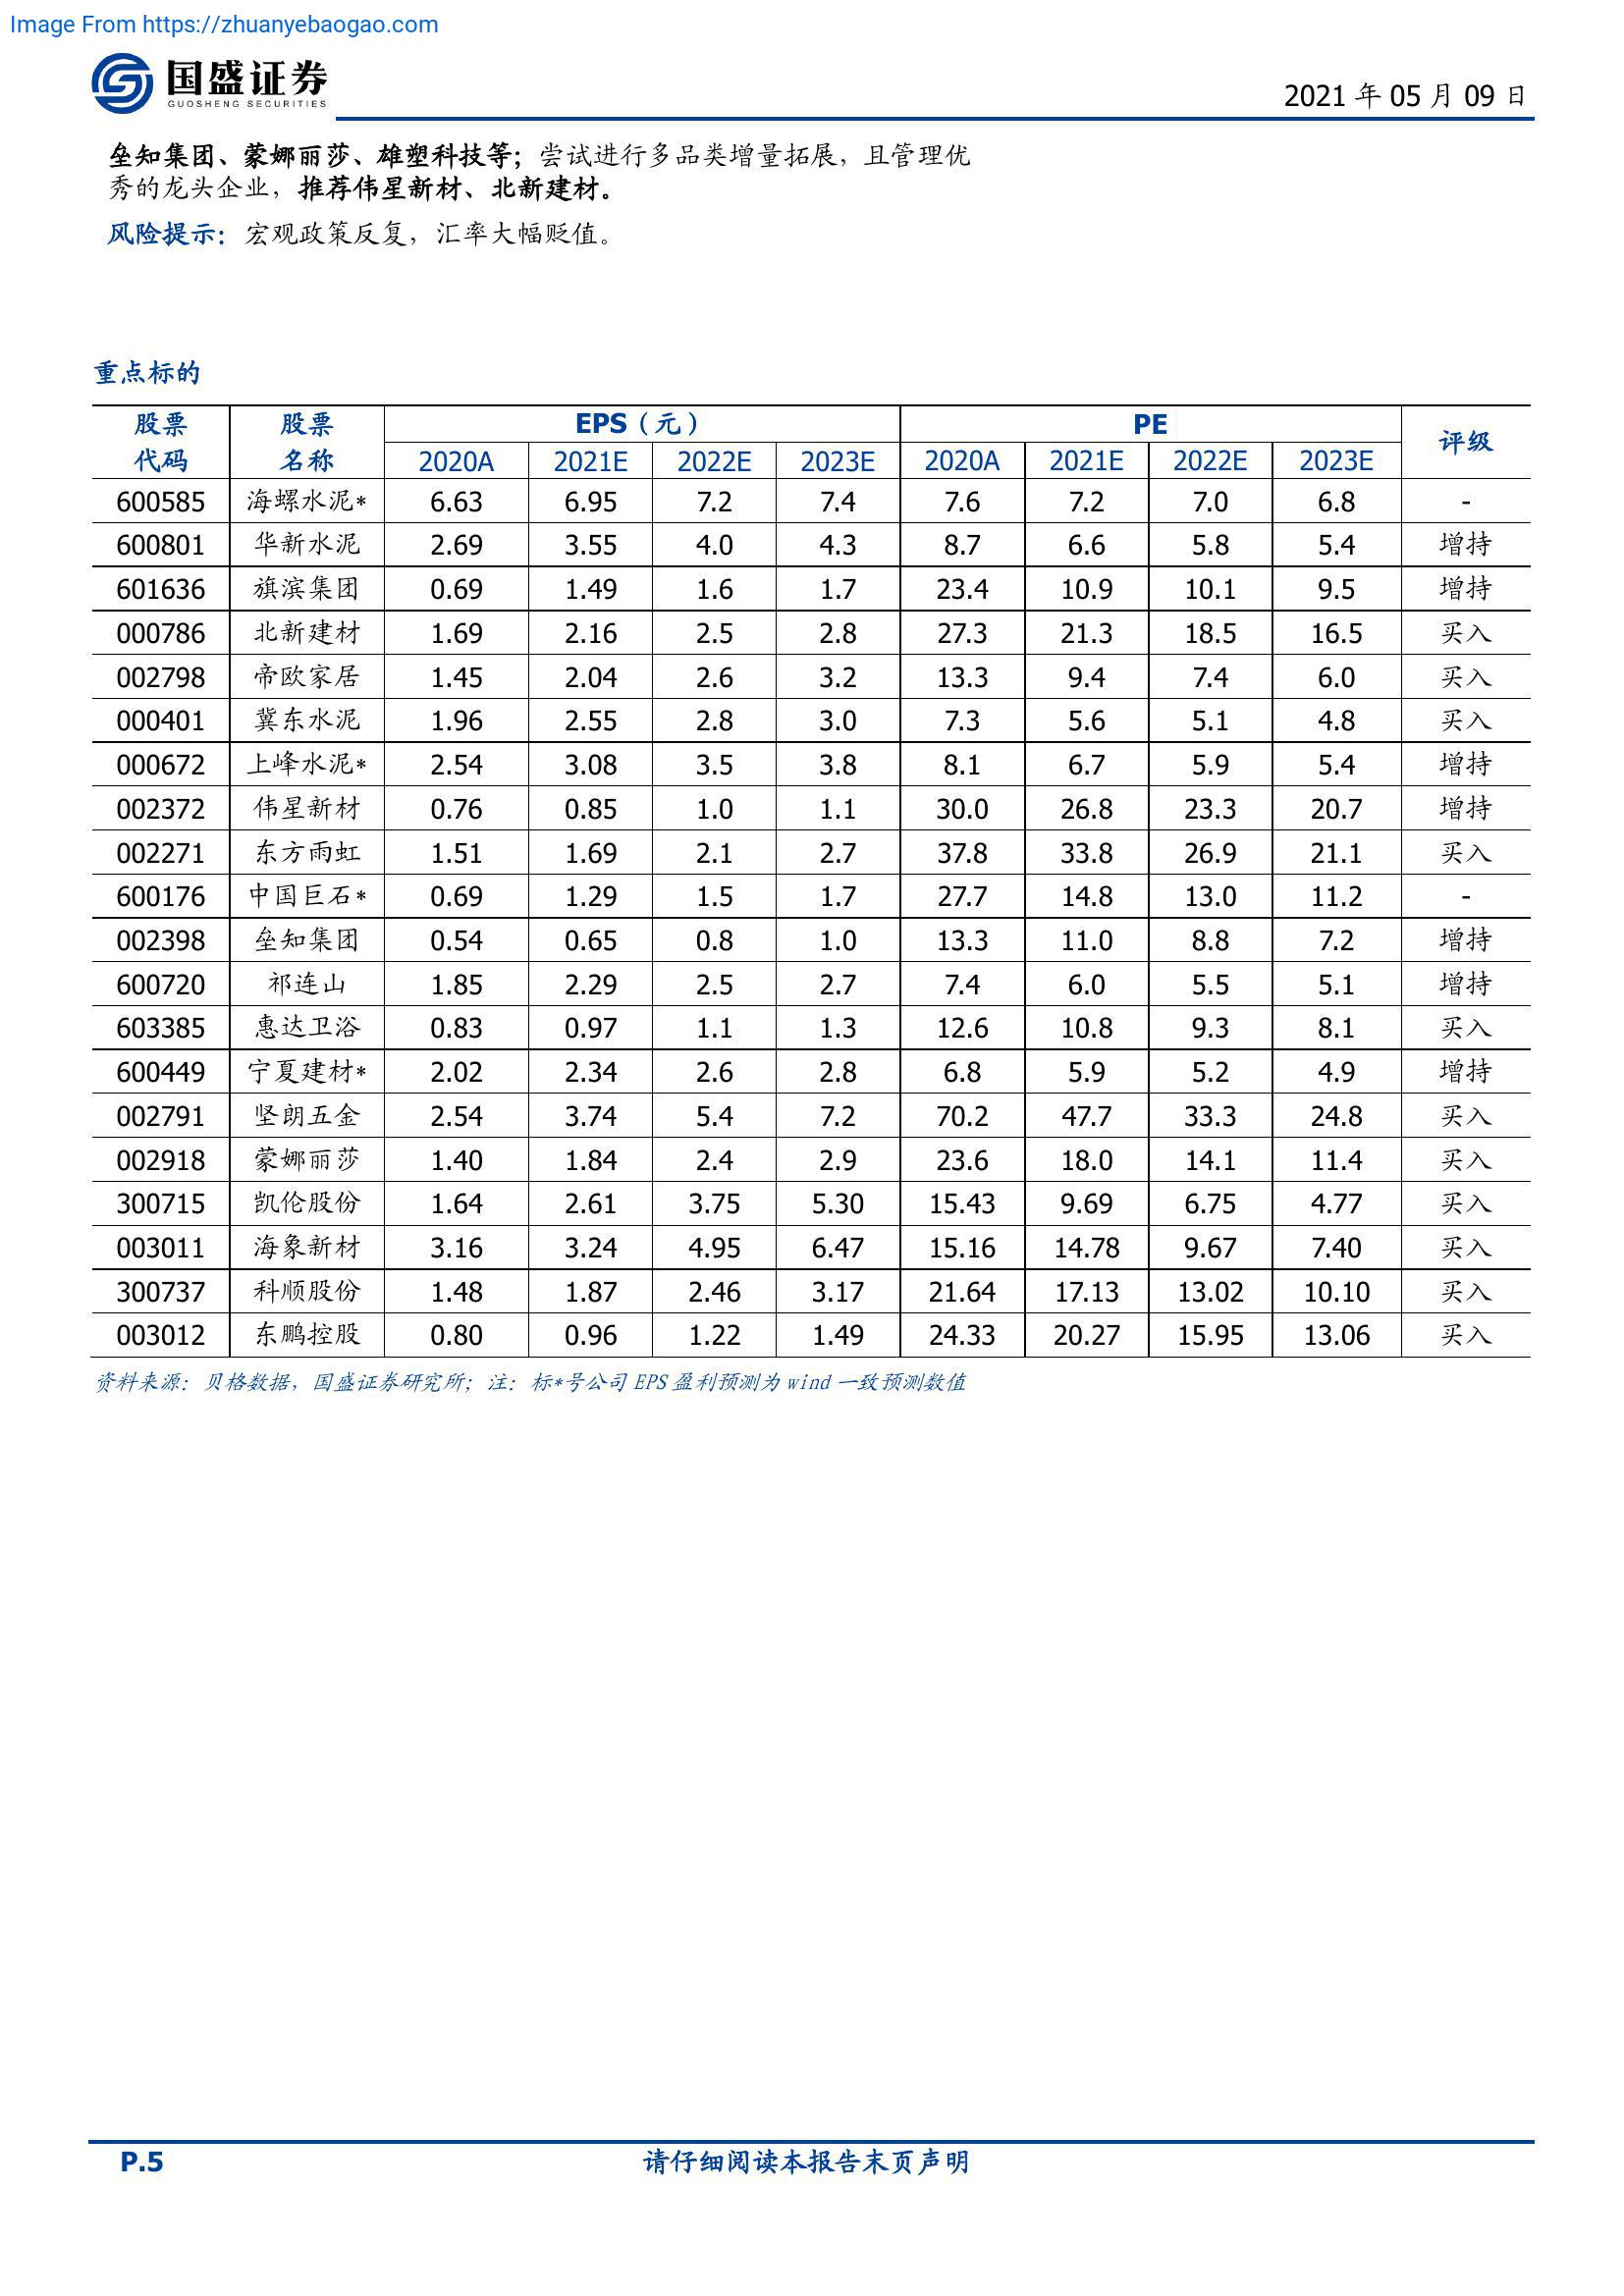 Image From https://zhuanyebaogao.com
国盛证券
GUOSHENG SECURITIES
2021 年 05 月 09 日
垒知集团、蒙娜丽莎、雄塑科技等；尝试进行多品类增量拓展，且管理优
秀的龙头企业，推荐伟星新材、北新建材。
风险提示：宏观政策反复，汇率大幅贬值。
重点标的
股票 股票 EPS（元） PE 评级
代码 名称 2020A 2021E 2022E 2023E 2020A 2021E 2022E 2023E
600585 海螺水泥* 6.63 6.95 7.2 7.4 7.6 7.2 7.0 6.8 -
600801 华新水泥 2.69 3.55 4.0 4.3 8.7 6.6 5.8 5.4 增持
601636 旗滨集团 0.69 1.49 1.6 1.7 23.4 10.9 10.1 9.5 增持
000786 北新建材 1.69 2.16 2.5 2.8 27.3 21.3 18.5 16.5 买入
002798 帝欧家居 1.45 2.04 2.6 3.2 13.3 9.4 7.4 6.0 买入
000401 冀东水泥 1.96 2.55 2.8 3.0 7.3 5.6 5.1 4.8 买入
000672 上峰水泥* 2.54 3.08 3.5 3.8 8.1 6.7 5.9 5.4 增持
002372 伟星新材 0.76 0.85 1.0 1.1 30.0 26.8 23.3 20.7 增持
002271 东方雨虹 1.51 1.69 2.1 2.7 37.8 33.8 26.9 21.1 买入
600176 中国巨石* 0.69 1.29 1.5 1.7 27.7 14.8 13.0 11.2 -
002398 垒知集团 0.54 0.65 0.8 1.0 13.3 11.0 8.8 7.2 增持
600720 祁连山 1.85 2.29 2.5 2.7 7.4 6.0 5.5 5.1 增持
603385 惠达卫浴 0.83 0.97 1.1 1.3 12.6 10.8 9.3 8.1 买入
600449 宁夏建材* 2.02 2.34 2.6 2.8 6.8 5.9 5.2 4.9 增持
002791 坚朗五金 2.54 3.74 5.4 7.2 70.2 47.7 33.3 24.8 买入
002918 蒙娜丽莎 1.40 1.84 2.4 2.9 23.6 18.0 14.1 11.4 买入
300715 凯伦股份 1.64 2.61 3.75 5.30 15.43 9.69 6.75 4.77 买入
003011 海象新材 3.16 3.24 4.95 6.47 15.16 14.78 9.67 7.40 买入
300737 科顺股份 1.48 1.87 2.46 3.17 21.64 17.13 13.02 10.10 买入
003012 东鹏控股 0.80 0.96 1.22 1.49 24.33 20.27 15.95 13.06 买入
资料来源：贝格数据，国盛证券研究所；注：标*号公司 EPS 盈利预测为 wind 一致预测数值
P.5 请仔细阅读本报告末页声明